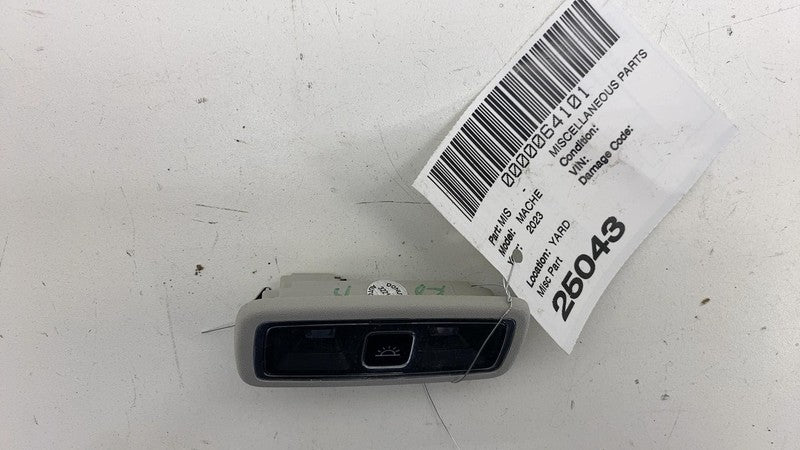 0000064101
Part: MIS - MISCELLANEOUS PARTS
Model: MACHE Condition:
Year: 2023 VIN:
Damage Code:
Location: YARD
Misc Part
25043